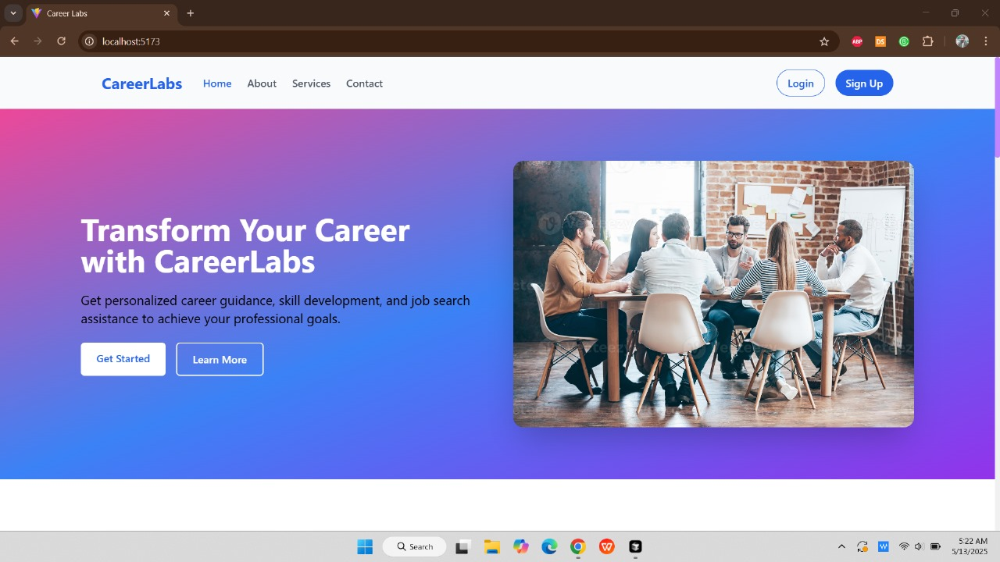 Career Labs
localhost:5173
ABP
DS
CareerLabs
Home
About
Services
Contact
Login
Sign Up
Transform Your Career
with CareerLabs
Get personalized career guidance, skill development, and job search
assistance to achieve your professional goals.
Get Started
Learn More
Search
5:22 AM
5/13/2025